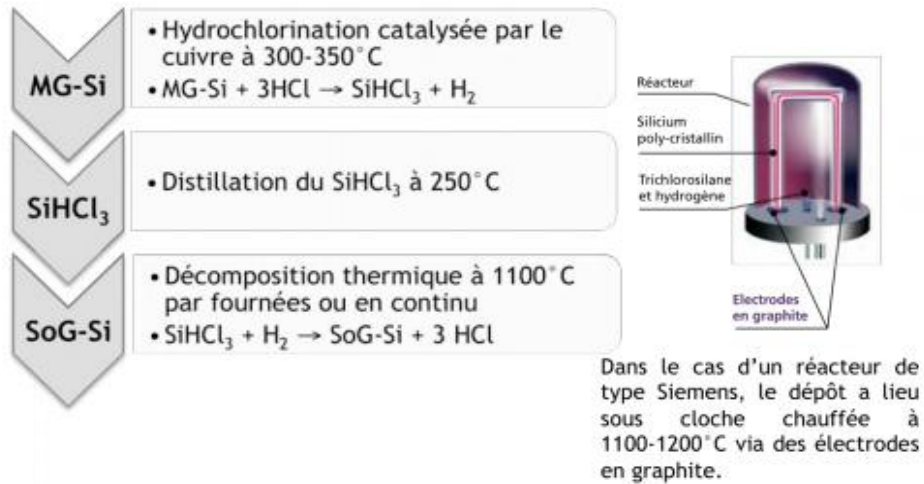 MG-Si
• Hydrochlorination catalysée par le
cuivre à 300-350°C
• MG-Si + 3HCl → SiHCl₃ + H₂
SiHCl₃
• Distillation du SiHCl₃ à 250°C
SoG-Si
• Décomposition thermique à 1100°C
par fournées ou en continu
• SiHCl₃ + H₂ → SoG-Si + 3 HCl
Réacteur
Silicium
poly-cristallin
Trichlorosilane
et hydrogène
Electrodes
en graphite
Dans le cas d’un réacteur de
type Siemens, le dépôt a lieu
sous cloche chauffée à
1100-1200°C via des électrodes
en graphite.